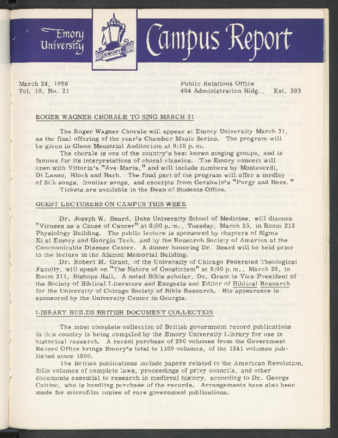 Emory
University
Campus Report
March 24, 1958
Vol. 10, No. 21
Public Relations Office
404 Administration Bldg., Ext. 393
ROGER WAGNER CHORALE TO SING MARCH 31
The Roger Wagner Chorale will appear at Emory University March 31,
as the final offering of the year's Chamber Music Series. The program will
be given in Glenn Memorial Auditorium at 8:15 p.m.
The chorale is one of the country's best known singing groups, and is
famous for its interpretations of choral classics. The Emory concert will
open with Vittoria's "Ave Maria," and will include numbers by Monteverdi,
Di Lasso, Bloch and Bach. The final part of the program will offer a medley
of folk songs, frontier songs, and excerpts from Gershwin's "Porgy and Bess."
Tickets are available in the Dean of Students Office.
GUEST LECTURERS ON CAMPUS THIS WEEK
Dr. Joseph W. Beard, Duke University School of Medicine, will discuss
"Viruses as a Cause of Cancer" at 8:00 p.m., Tuesday, March 25, in Room 213
Physiology Building. The public lecture is sponsored by chapters of Sigma
Xi at Emory and Georgia Tech, and by the Research Society of America at the
Communicable Disease Center. A dinner honoring Dr. Beard will be held prior
to the lecture in the Alumni Memorial Building.
Dr. Robert M. Grant, of the University of Chicago Federated Theological
Faculty, will speak on "The Nature of Gnosticism" at 8:00 p.m., March 26, in
Room 311, Bishops Hall. A noted Bible scholar, Dr. Grant is Vice President of
the Society of Biblical Literature and Exegesis and Editor of Biblical Research
for the University of Chicago Society of Bible Research. His appearance is
sponsored by the University Center in Georgia.
LIBRARY BUILDS BRITISH DOCUMENT COLLECTION
The most complete collection of British government record publications
in this country is being compiled by the Emory University Library for use in
historical research. A recent purchase of 250 volumes from the Government
Record Office brings Emory's total to 1100 volumes, of the 1341 volumes pub-
lished since 1800.
The British publications include papers related to the American Revolution,
folio volumes of complete laws, proceedings of privy councils, and other
documents essential to research in medieval history, according to Dr. George
Cuttino, who is handling purchase of the records. Arrangements have also been
made for microfilm copies of rare government publications.